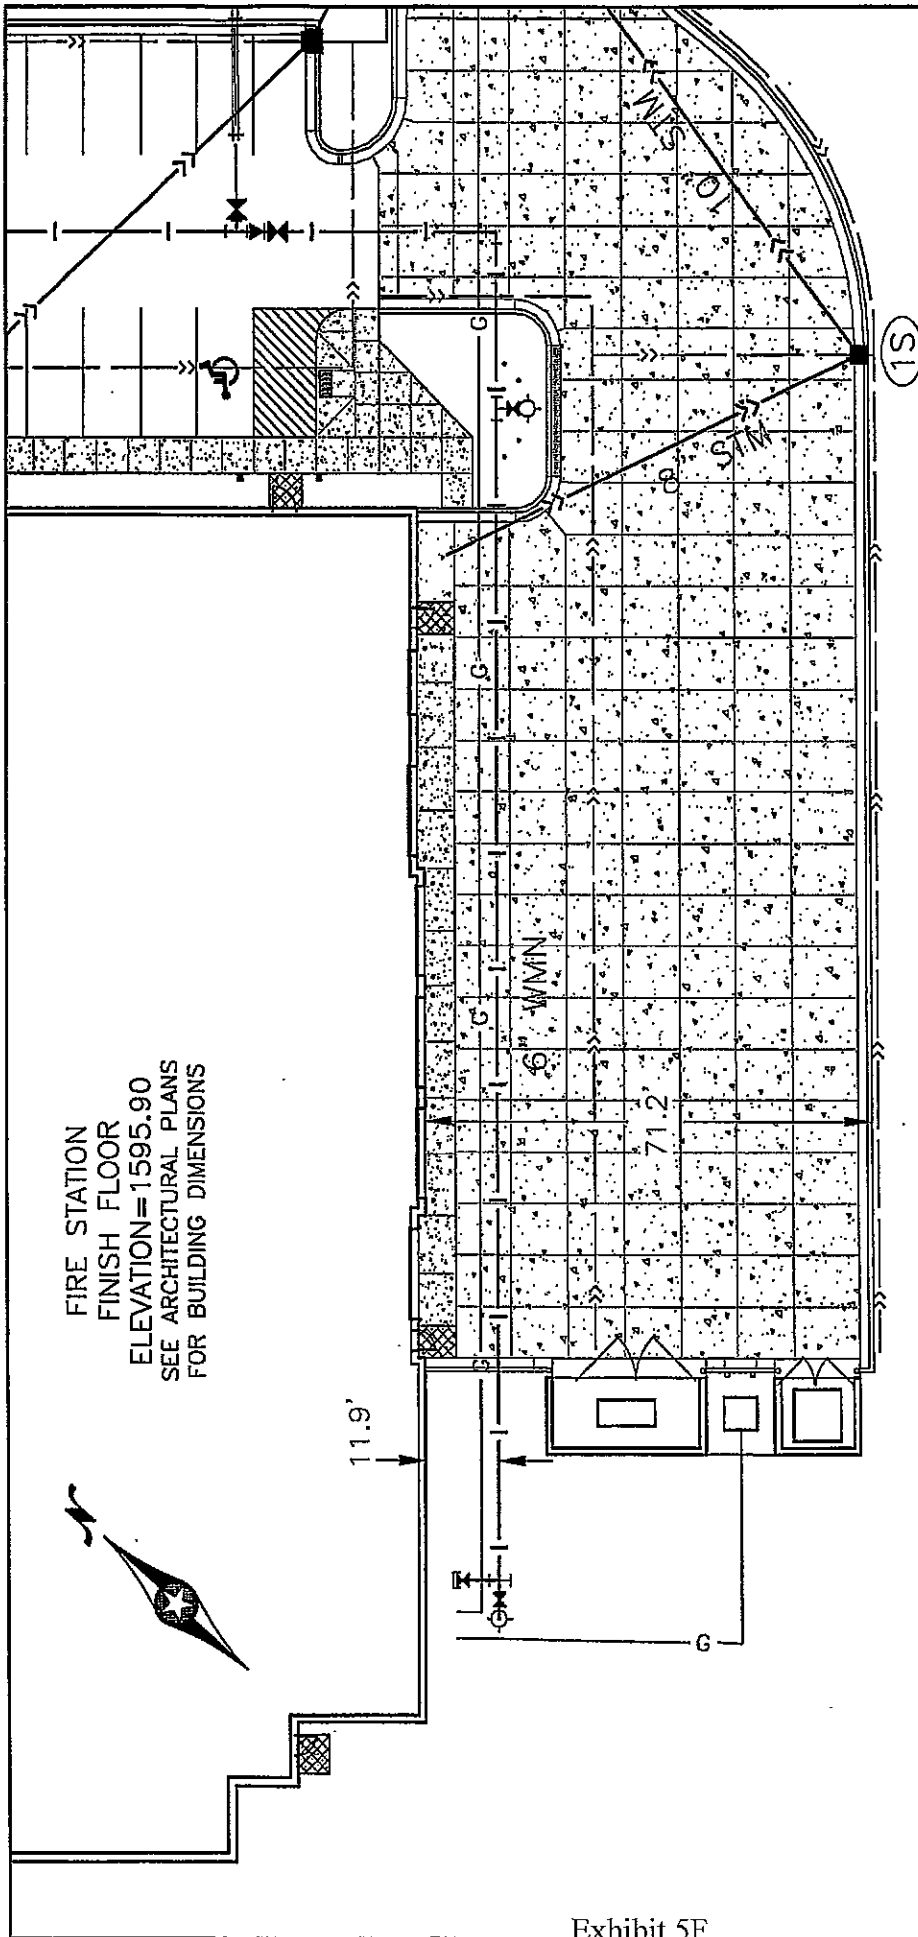 10 STM
1S
G
8 STM
G
FIRE STATION
FINISH FLOOR
ELEVATION=1595.90
SEE ARCHITECTURAL PLANS
FOR BUILDING DIMENSIONS
G
6 WMN
71.2'
G
11.9'
N
G
Exhibit 5F